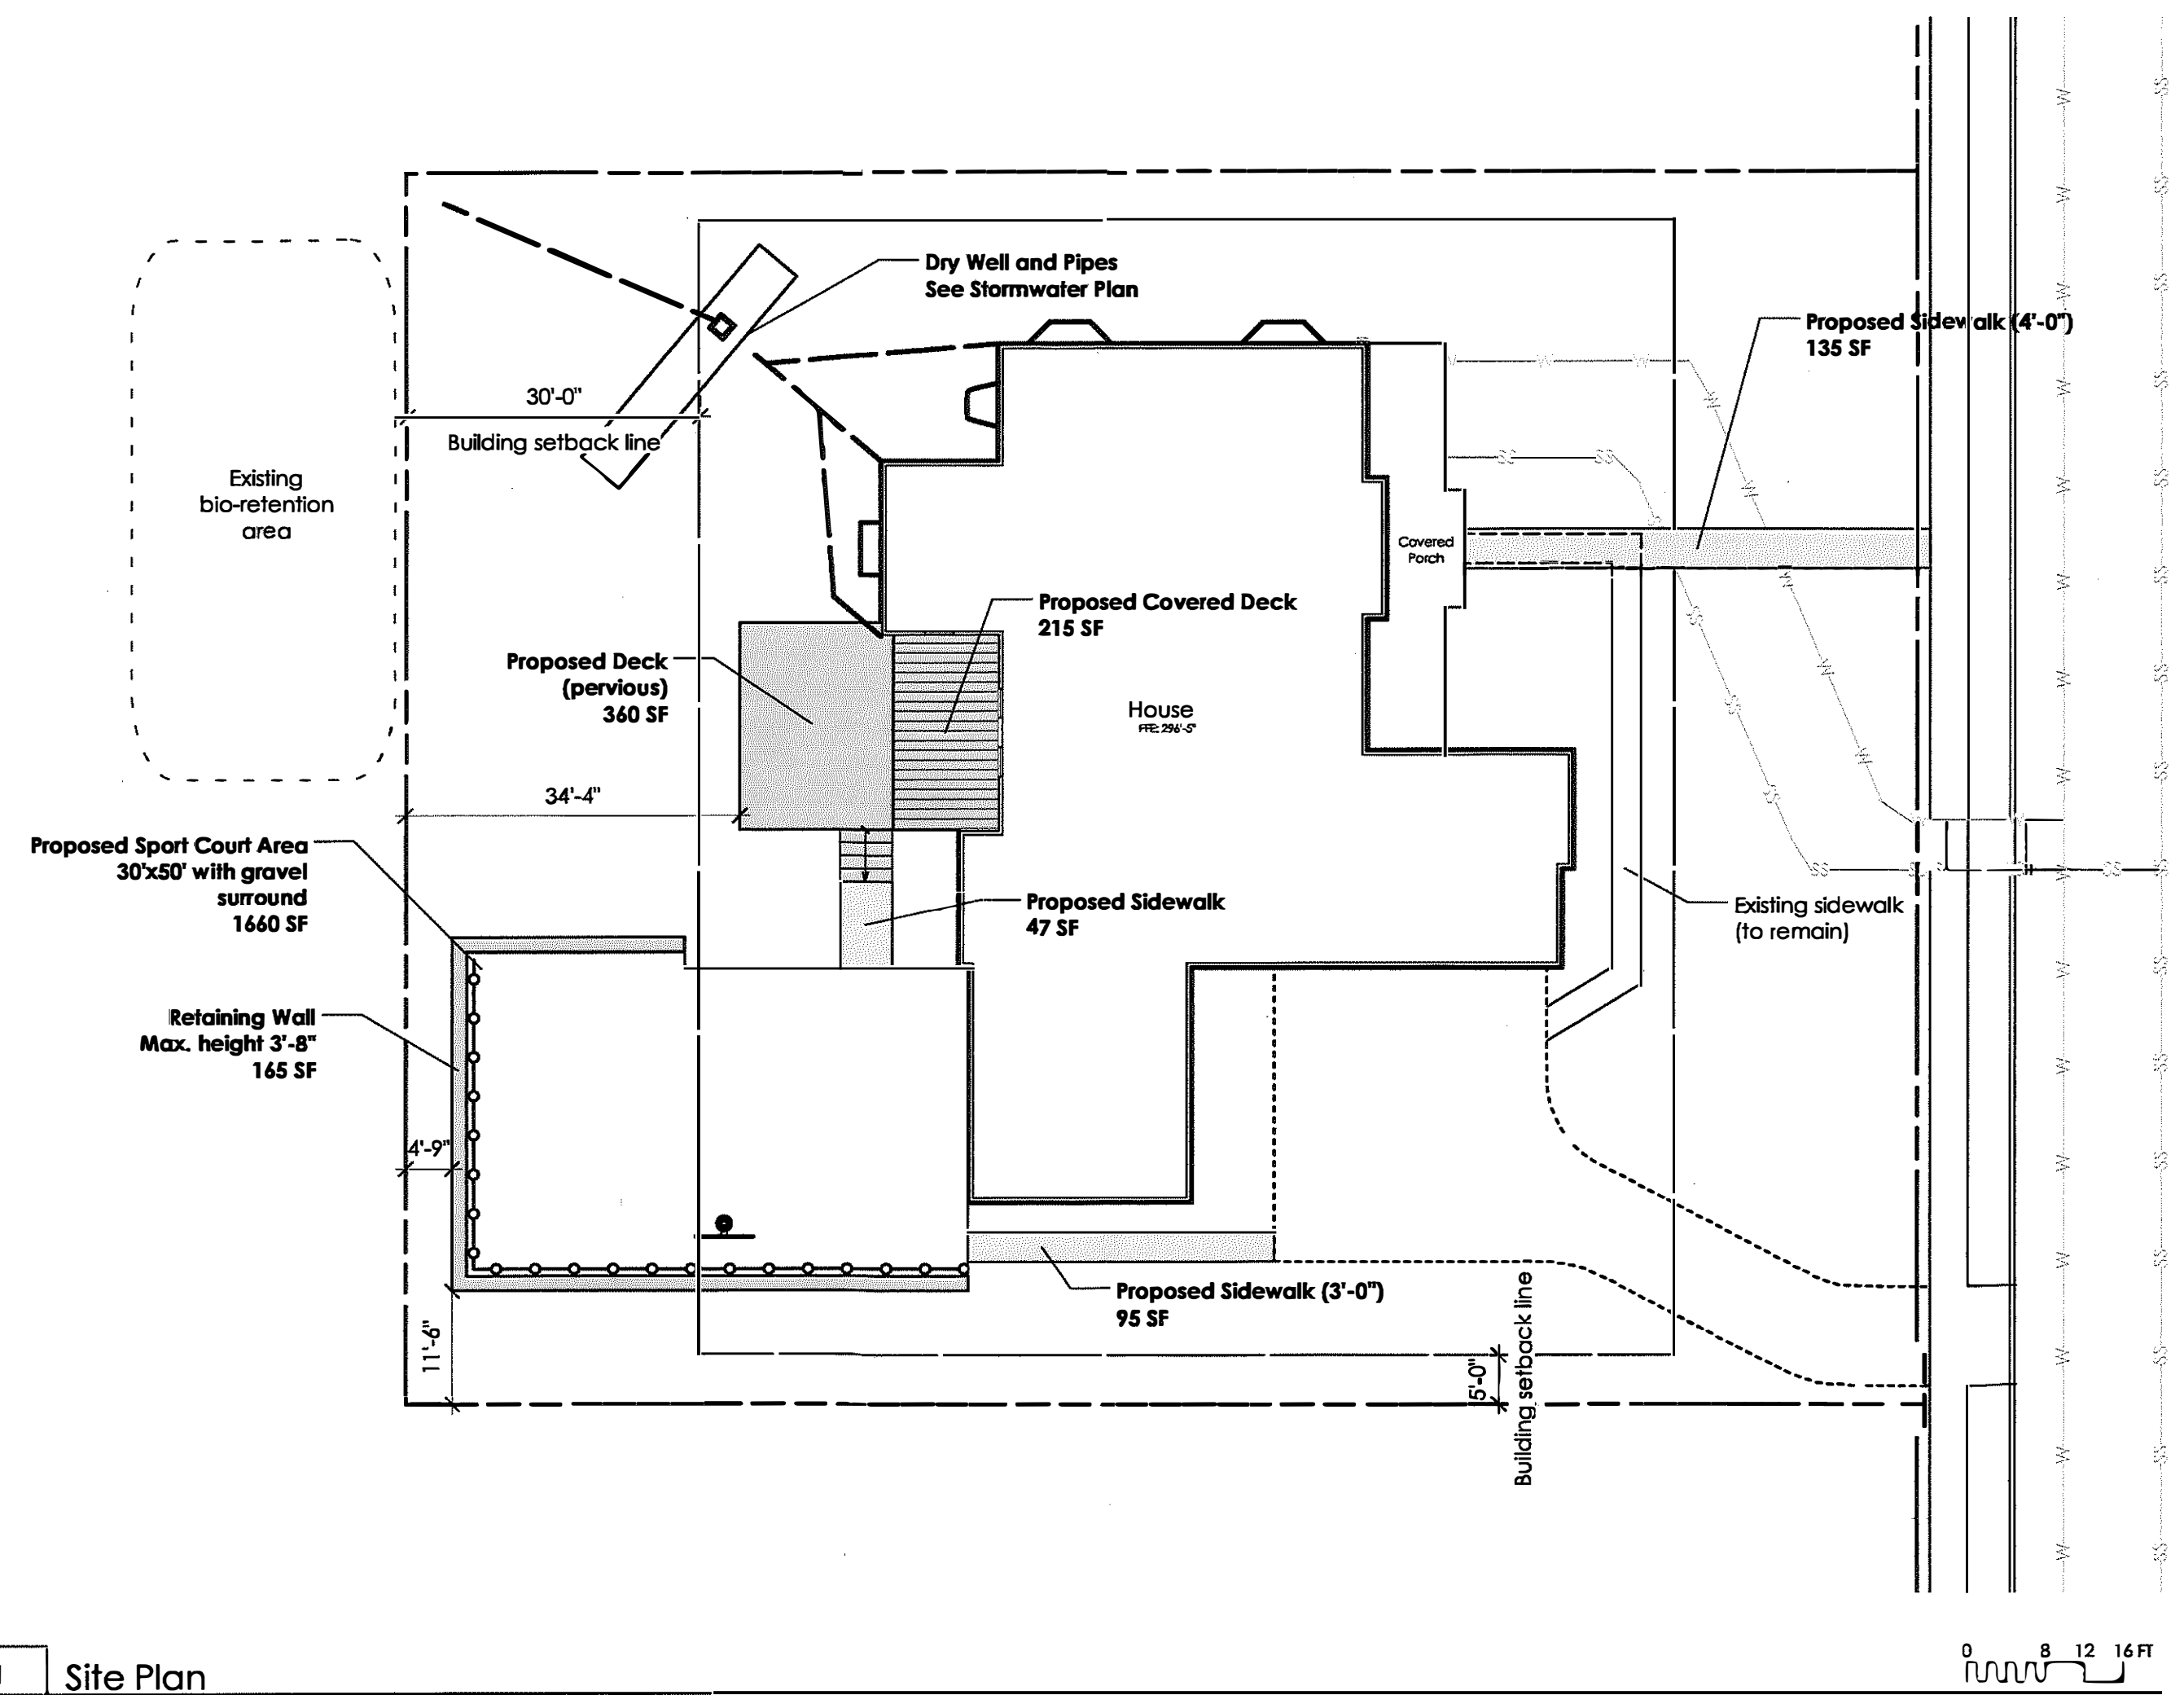 Dry Well and Pipes
See Stormwater Plan
Proposed Sidewalk (4'-0")
135 SF
30'-0"
Building setback line
Existing
bio-retention
area
Covered
Porch
Proposed Covered Deck
215 SF
Proposed Deck
(pervious)
360 SF
House
FFE: 296'-5"
34'-4"
Proposed Sport Court Area
30'x50' with gravel
surround
1660 SF
Proposed Sidewalk
47 SF
Existing sidewalk
(to remain)
Retaining Wall
Max. height 3'-8"
165 SF
4'-9"
Proposed Sidewalk (3'-0")
95 SF
11'-6"
5'-0"
Building setback line
W
SS
0 8 12 16 FT
Site Plan